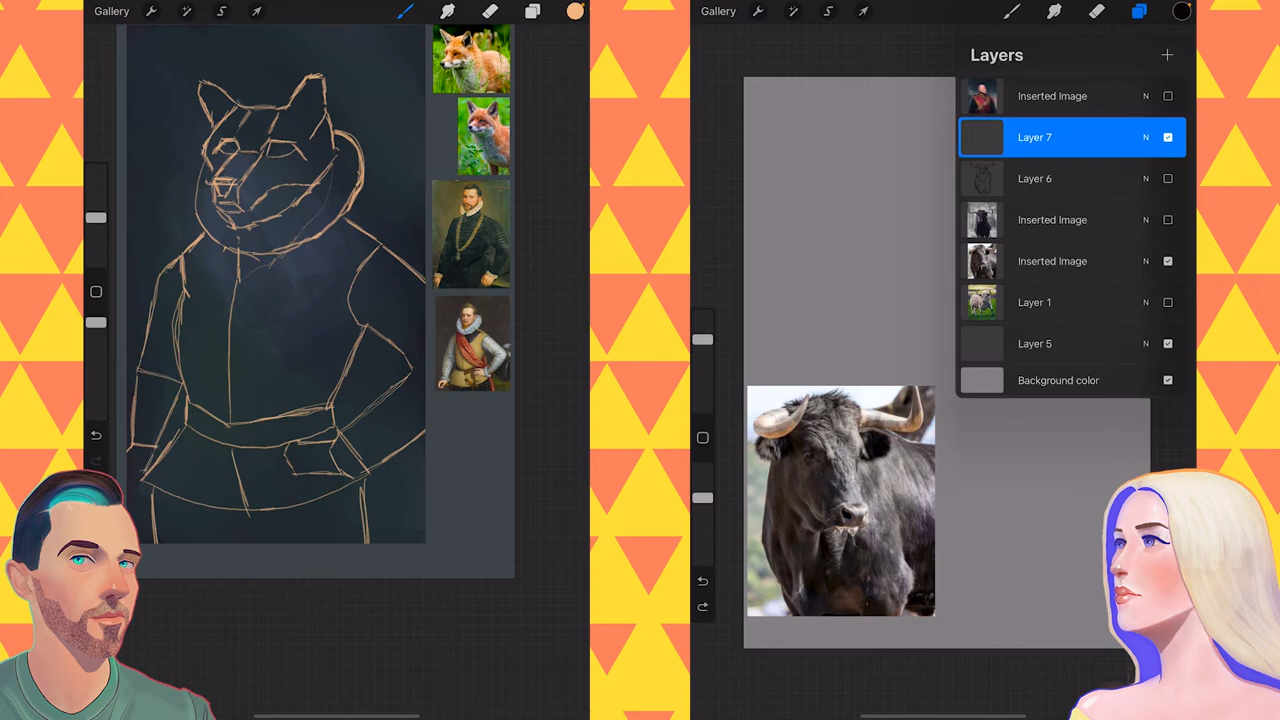 Gallery
Gallery
Layers
Inserted Image N
Layer 7 N
Layer 6 N
Inserted Image N
Inserted Image N
Layer 1 N
Layer 5 N
Background color